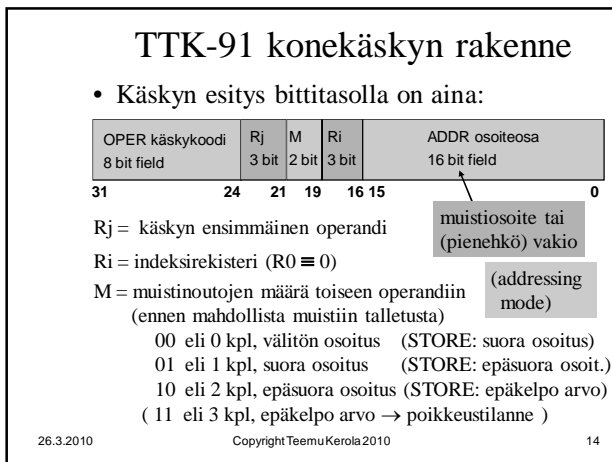 TTK-91 konekäskyn rakenne
• Käskyn esitys bittitasolla on aina:
OPER käskykoodi
8 bit field
Rj
3 bit
M
2 bit
Ri
3 bit
ADDR osoiteosa
16 bit field
31 24 21 19 16 15 0
Rj = käskyn ensimmäinen operandi
muistiosoite tai
(pienehkö) vakio
Ri = indeksirekisteri (R0 ≡ 0)
(addressing
mode)
M = muistinoutojen määrä toiseen operandiin
(ennen mahdollista muistiin talletusta)
00 eli 0 kpl, välitön osoitus (STORE: suora osoitus)
01 eli 1 kpl, suora osoitus (STORE: epäsuora osoit.)
10 eli 2 kpl, epäsuora osoitus (STORE: epäkelpo arvo)
( 11 eli 3 kpl, epäkelpo arvo → poikkeustilanne )
26.3.2010 Copyright Teemu Kerola 2010 14